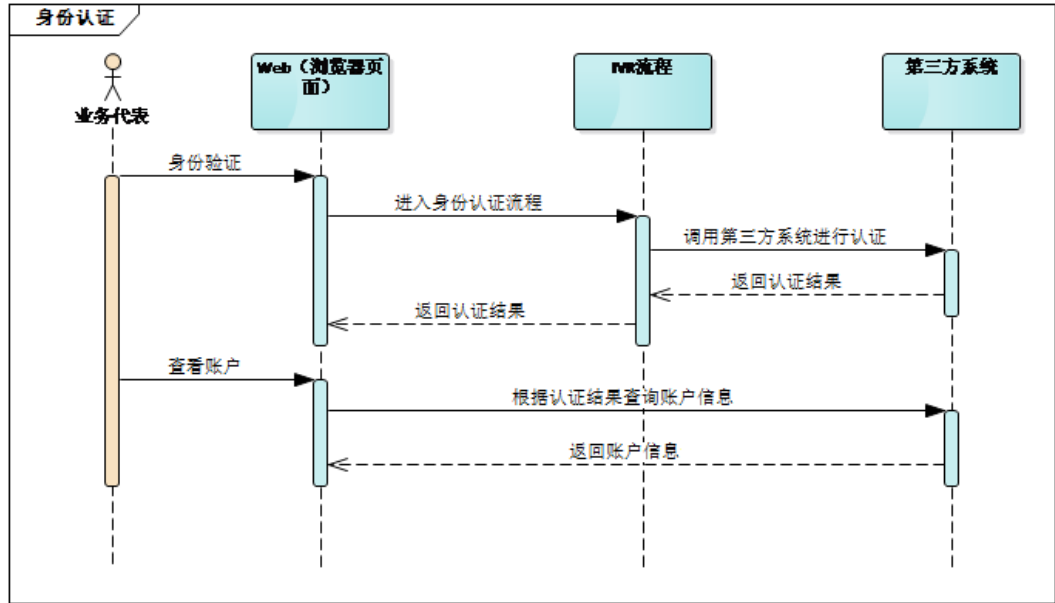 身份认证
Web（浏览器页
面）
IVR流程
第三方系统
业务代表
身份验证
进入身份认证流程
调用第三方系统进行认证
返回认证结果
返回认证结果
查看账户
根据认证结果查询账户信息
返回账户信息